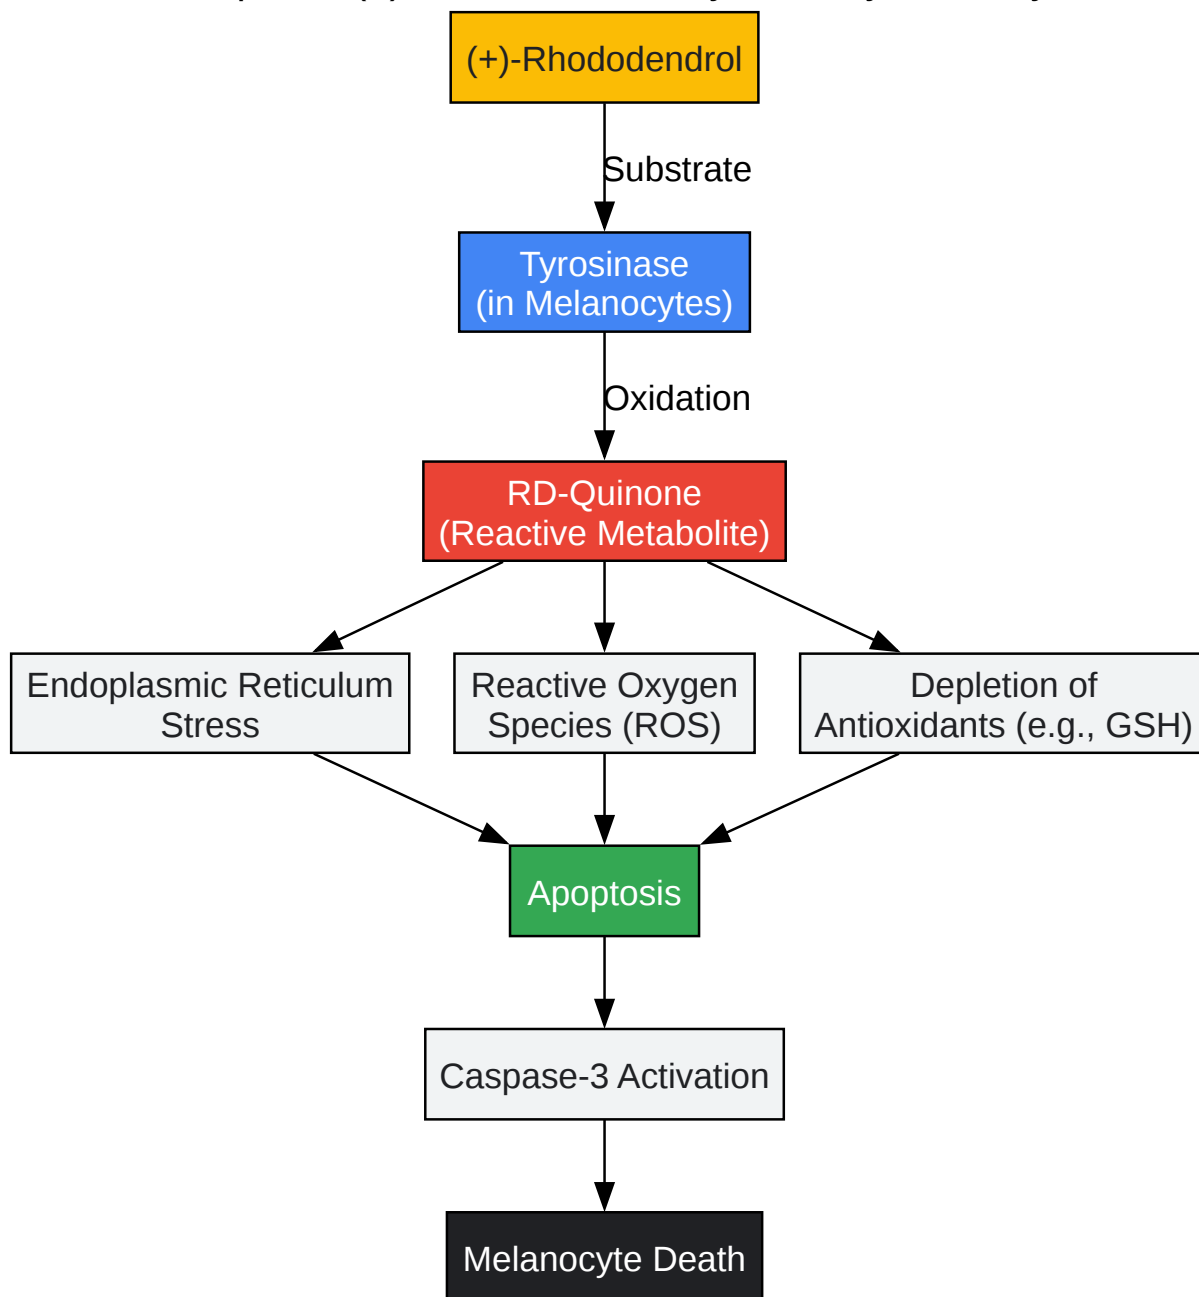 (+)-Rhododendrol
Substrate
Tyrosinase
(in Melanocytes)
Oxidation
RD-Quinone
(Reactive Metabolite)
Endoplasmic Reticulum
Stress
Reactive Oxygen
Species (ROS)
Depletion of
Antioxidants (e.g., GSH)
Apoptosis
Caspase-3 Activation
Melanocyte Death